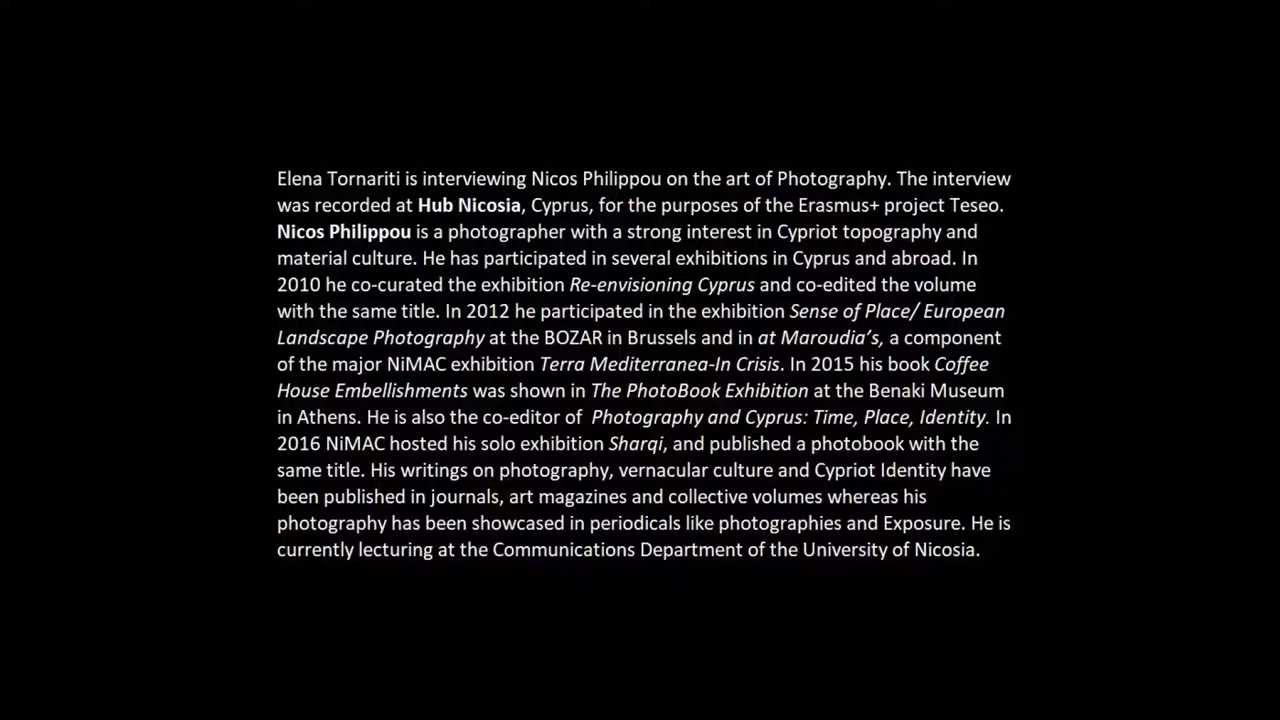 Elena Tornariti is interviewing Nicos Philippou on the art of Photography. The interview
was recorded at Hub Nicosia, Cyprus, for the purposes of the Erasmus+ project Teseo.
Nicos Philippou is a photographer with a strong interest in Cypriot topography and
material culture. He has participated in several exhibitions in Cyprus and abroad. In
2010 he co-curated the exhibition Re-envisioning Cyprus and co-edited the volume
with the same title. In 2012 he participated in the exhibition Sense of Place/ European
Landscape Photography at the BOZAR in Brussels and in at Maroudia’s, a component
of the major NiMAC exhibition Terra Mediterranea-In Crisis. In 2015 his book Coffee
House Embellishments was shown in The PhotoBook Exhibition at the Benaki Museum
in Athens. He is also the co-editor of  Photography and Cyprus: Time, Place, Identity. In
2016 NiMAC hosted his solo exhibition Sharqi, and published a photobook with the
same title. His writings on photography, vernacular culture and Cypriot Identity have
been published in journals, art magazines and collective volumes whereas his
photography has been showcased in periodicals like photographies and Exposure. He is
currently lecturing at the Communications Department of the University of Nicosia.